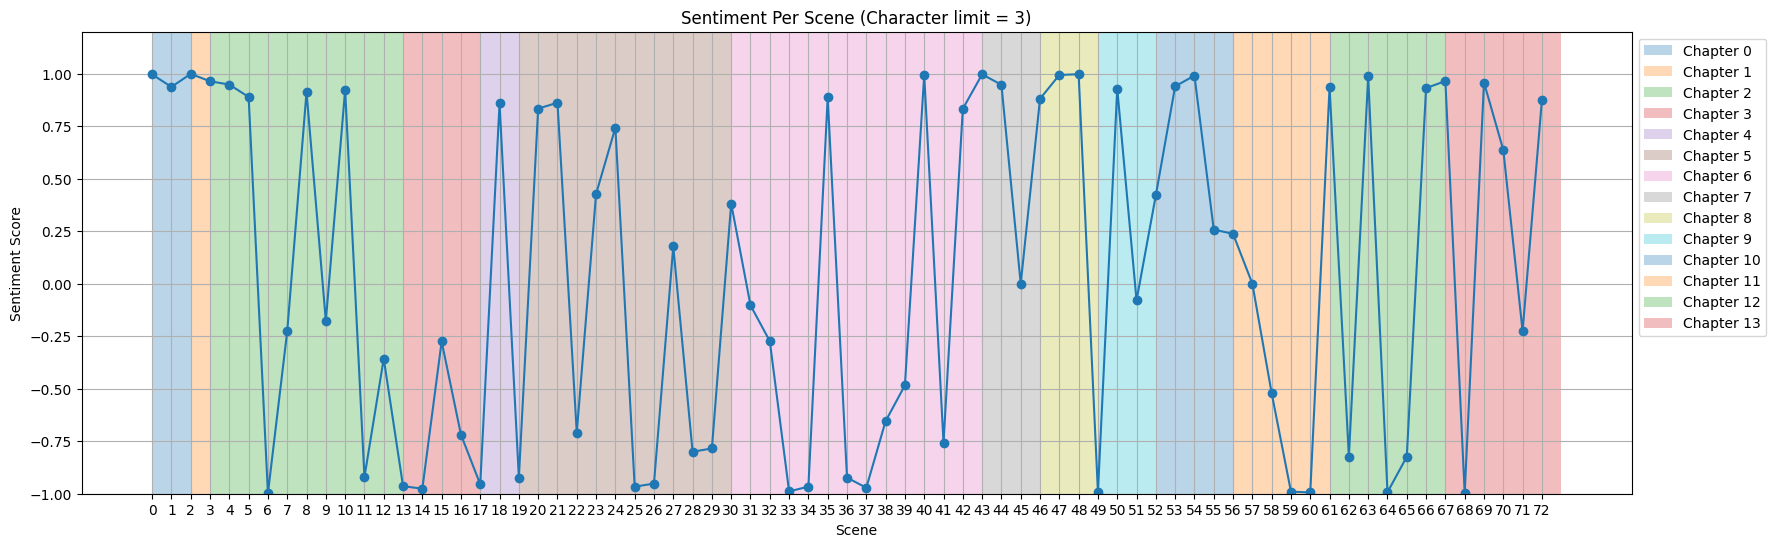 Sentiment Per Scene (Character limit = 3)
Sentiment Score
1.00
0.75
0.50
0.25
0.00
−0.25
−0.50
−0.75
−1.00
0 1 2 3 4 5 6 7 8 9 10 11 12 13 14 15 16 17 18 19 20 21 22 23 24 25 26 27 28 29 30 31 32 33 34 35 36 37 38 39 40 41 42 43 44 45 46 47 48 49 50 51 52 53 54 55 56 57 58 59 60 61 62 63 64 65 66 67 68 69 70 71 72
Scene
Chapter 0
Chapter 1
Chapter 2
Chapter 3
Chapter 4
Chapter 5
Chapter 6
Chapter 7
Chapter 8
Chapter 9
Chapter 10
Chapter 11
Chapter 12
Chapter 13